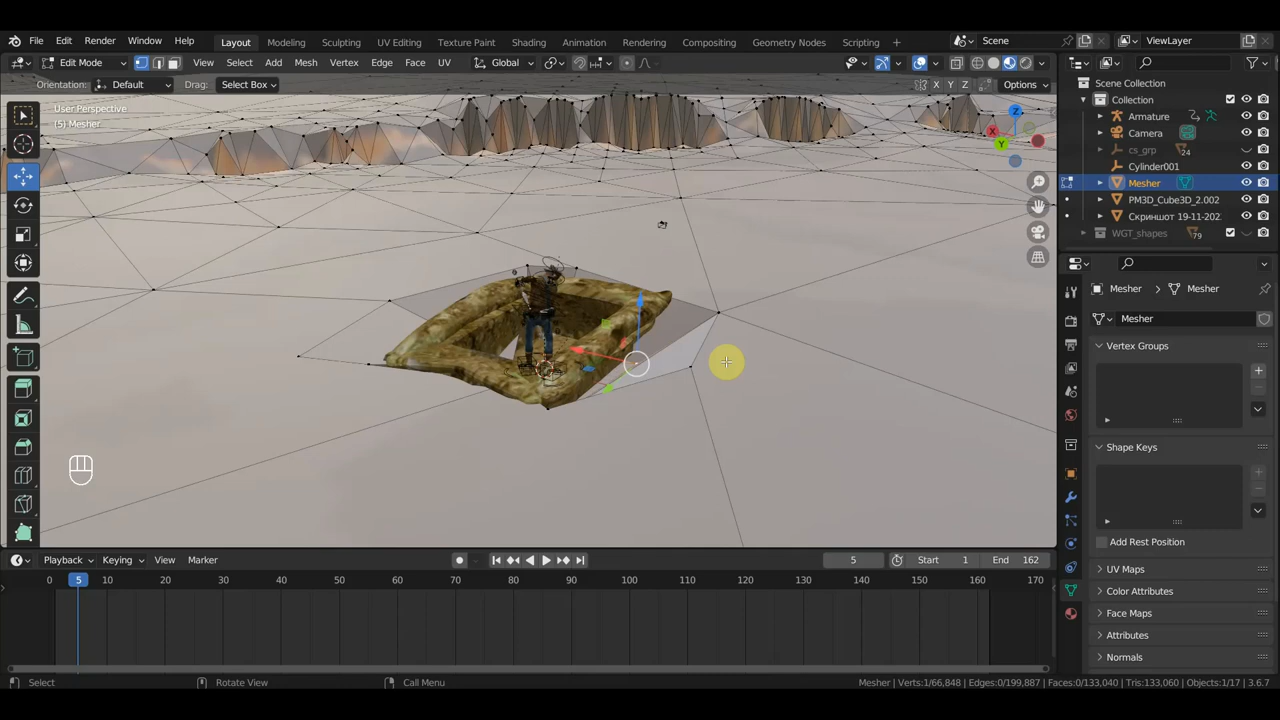 File Edit Render Window Help Layout Modeling Sculpting UV Editing Texture Paint Shading Animation Rendering Compositing Geometry Nodes Scripting + Scene ViewLayer
Edit Mode View Select Add Mesh Vertex Edge Face UV Global
Orientation: Default Drag: Select Box X Y Z Options
User Perspective
(5) Mesher
Z
X
Y
Scene Collection
Collection
Armature
Camera
cs_grp 24
Cylinder001
Mesher
PM3D_Cube3D_2.002
Скриншот 19-11-202
WGT_shapes 79
Mesher > Mesher
Mesher
Vertex Groups
Shape Keys
Add Rest Position
UV Maps
Color Attributes
Face Maps
Attributes
Normals
Playback Keying View Marker 5 Start 1 End 162
0 5 10 20 30 40 50 60 70 80 90 100 110 120 130 140 150 160 170
Select Rotate View Call Menu Mesher | Verts:1/66,848 | Edges:0/199,887 | Faces:0/133,040 | Tris:133,060 | Objects:1/17 | 3.6.7